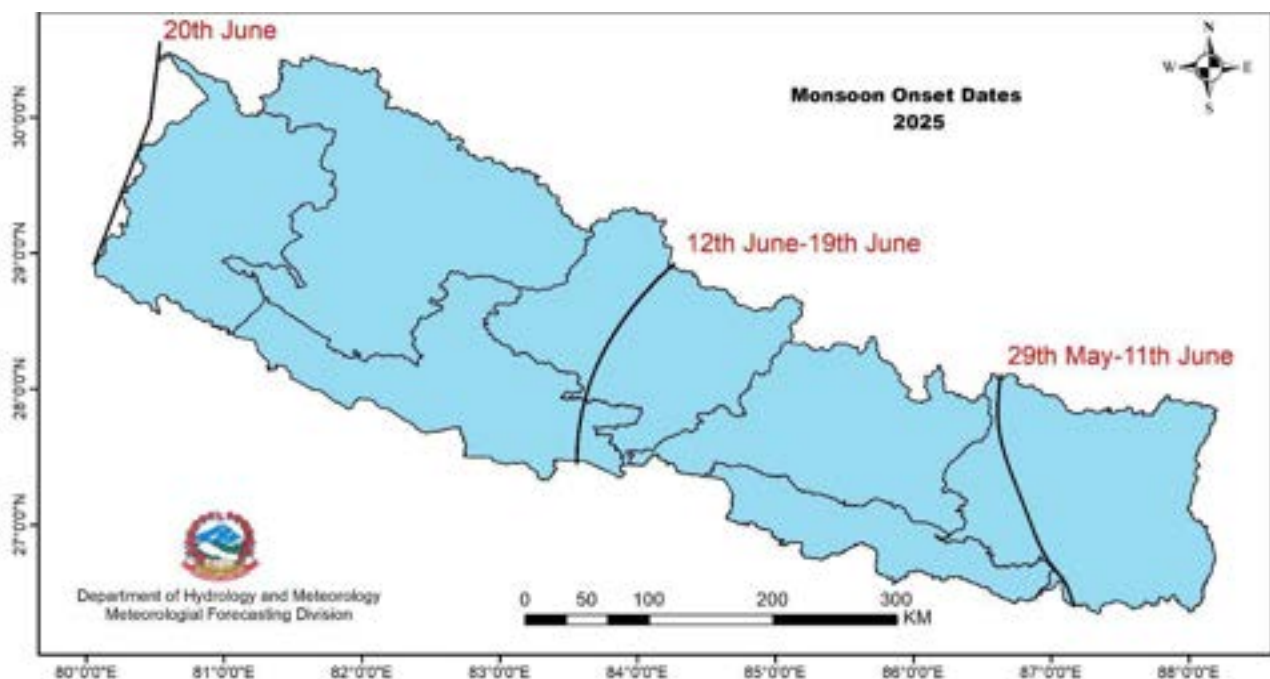 20th June
N
W E
S
Monsoon Onset Dates
2025
12th June-19th June
29th May-11th June
30°0'0"N
29°0'0"N
28°0'0"N
27°0'0"N
Department of Hydrology and Meteorology
Meteorologial Forecasting Division
0 50 100 200 300
KM
80°0'0"E 81°0'0"E 82°0'0"E 83°0'0"E 84°0'0"E 85°0'0"E 86°0'0"E 87°0'0"E 88°0'0"E